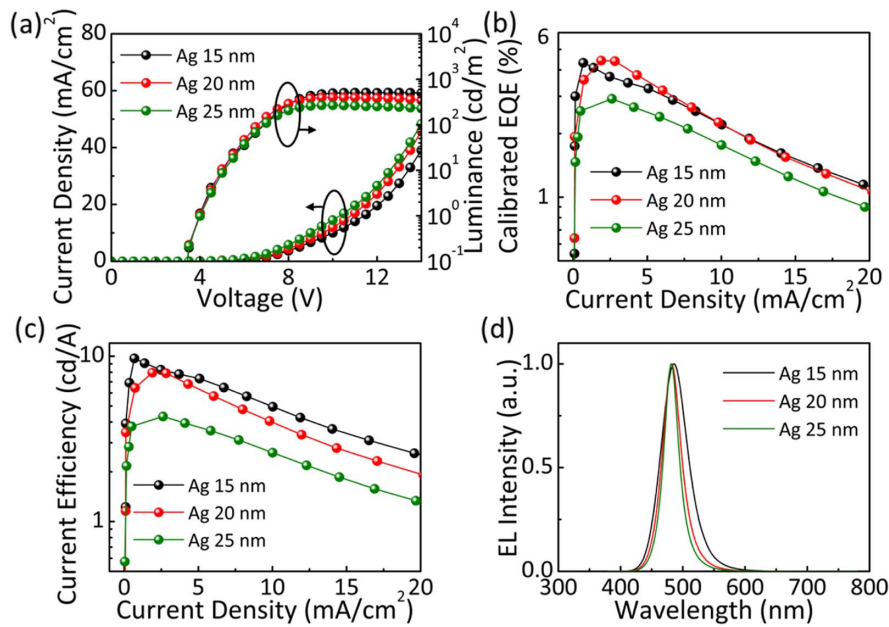 (a)
80
60
40
20
0
Current Density (mA/cm²)
Ag 15 nm
Ag 20 nm
Ag 25 nm
10⁴
10³
10²
10¹
10⁰
10⁻¹
Luminance (cd/m²)
0 4 8 12
Voltage (V)
(b)
6
1
Calibrated EQE (%)
Ag 15 nm
Ag 20 nm
Ag 25 nm
0 5 10 15 20
Current Density (mA/cm²)
(c)
10
1
Current Efficiency (cd/A)
Ag 15 nm
Ag 20 nm
Ag 25 nm
0 5 10 15 20
Current Density (mA/cm²)
(d)
1.0
0.5
0.0
EL Intensity (a.u.)
Ag 15 nm
Ag 20 nm
Ag 25 nm
300 400 500 600 700 800
Wavelength (nm)